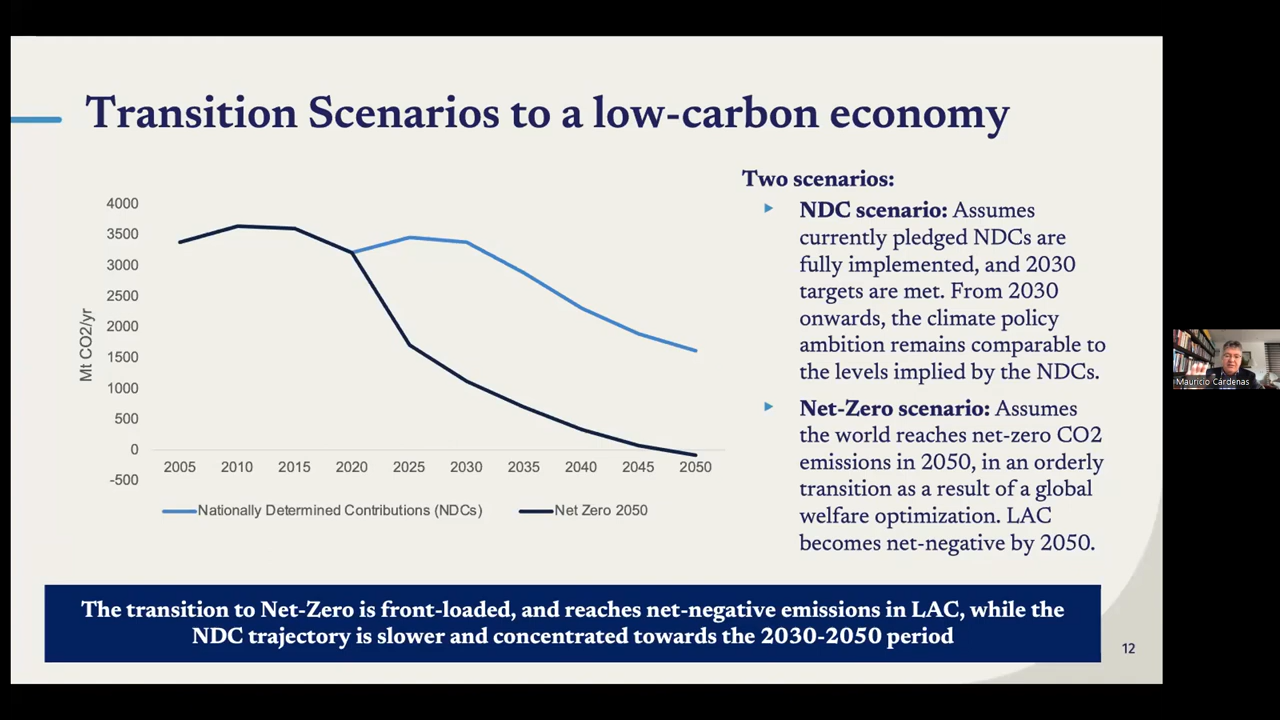 Transition Scenarios to a low-carbon economy
4000
3500
3000
2500
2000
1500
1000
500
0
-500
Mt CO2/yr
2005 2010 2015 2020 2025 2030 2035 2040 2045 2050
Nationally Determined Contributions (NDCs) Net Zero 2050
Two scenarios:
NDC scenario: Assumes
currently pledged NDCs are
fully implemented, and 2030
targets are met. From 2030
onwards, the climate policy
ambition remains comparable to
the levels implied by the NDCs.
Net-Zero scenario: Assumes
the world reaches net-zero CO2
emissions in 2050, in an orderly
transition as a result of a global
welfare optimization. LAC
becomes net-negative by 2050.
The transition to Net-Zero is front-loaded, and reaches net-negative emissions in LAC, while the
NDC trajectory is slower and concentrated towards the 2030-2050 period
12
Mauricio Cárdenas